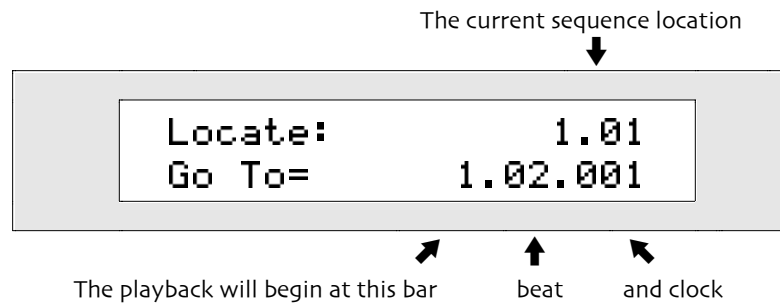 The current sequence location
Locate: 1.01
Go To= 1.02.001
The playback will begin at this bar beat and clock